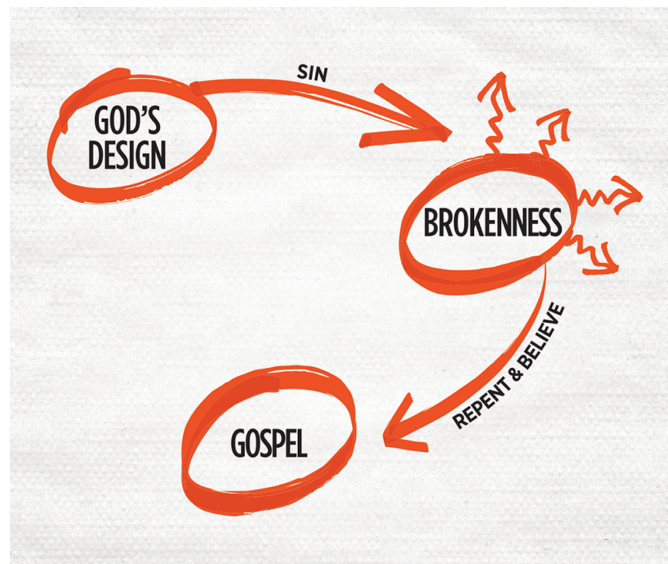 SIN
GOD'S
DESIGN
BROKENNESS
REPENT & BELIEVE
GOSPEL